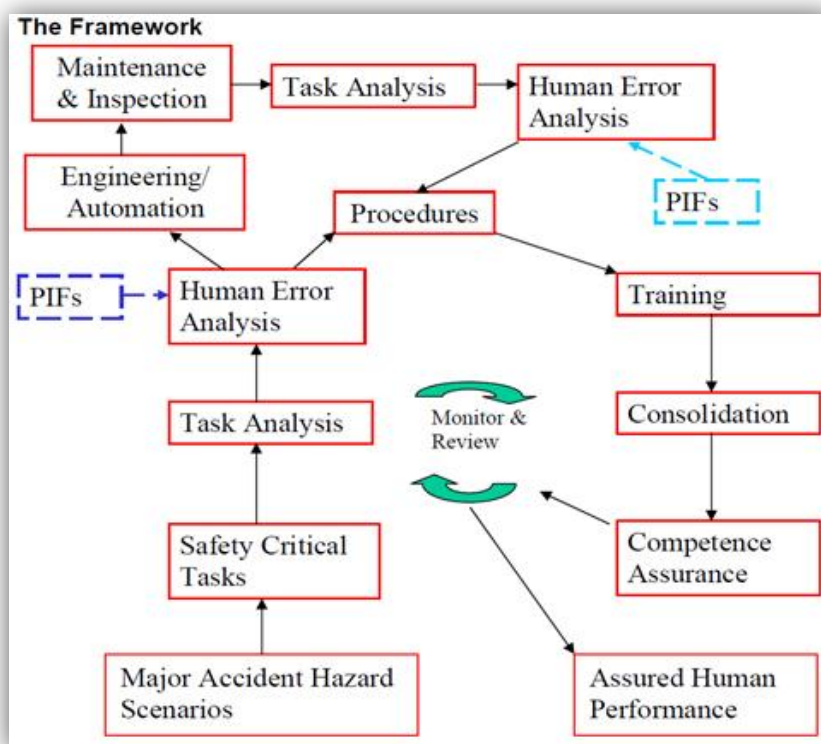 The Framework
Maintenance
& Inspection
Task Analysis
Human Error
Analysis
Engineering/
Automation
Procedures
PIFs
PIFs
Human Error
Analysis
Training
Task Analysis
Monitor &
Review
Consolidation
Safety Critical
Tasks
Competence
Assurance
Major Accident Hazard
Scenarios
Assured Human
Performance